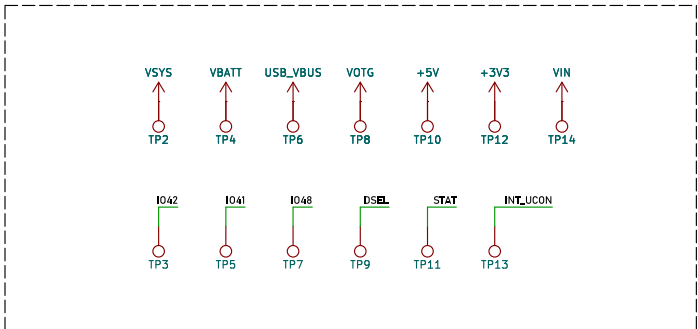 VSYS VBATT USB_VBUS VOTG +5V +3V3 VIN
TP2 TP4 TP6 TP8 TP10 TP12 TP14
IO42 IO41 IO48 DSEL STAT INT_UCON
TP3 TP5 TP7 TP9 TP11 TP13